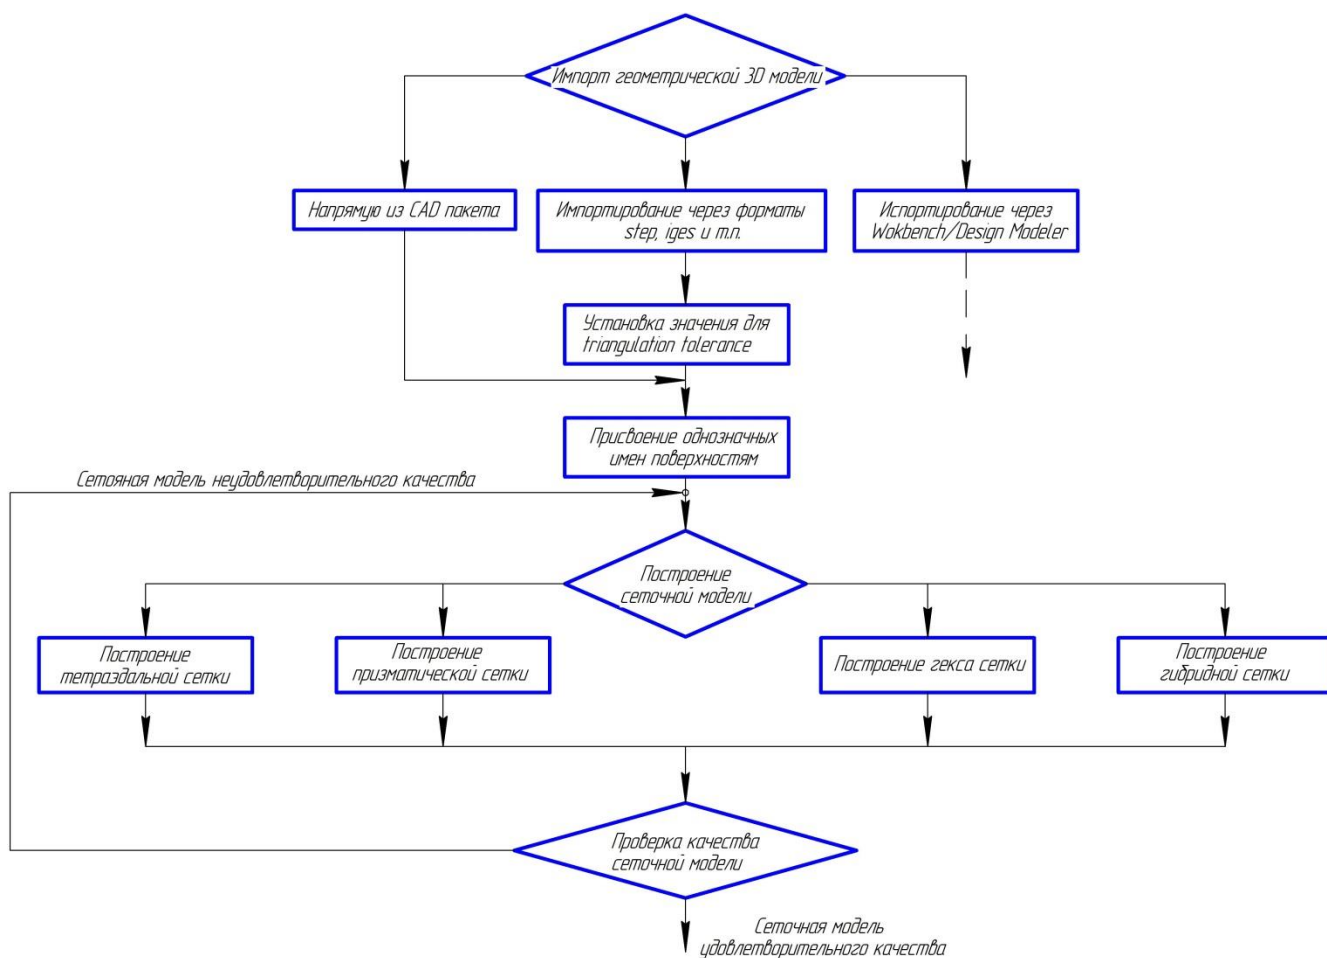 Импорт геометрической 3D модели
Напрямую из CAD пакета
Импортирование через форматы
step, iges и т.п.
Испортирование через
Wokbench/Design Modeler
Установка значения для
triangulation tolerance
Присвоение однозначных
имен поверхностям
Сетояная модель неудовлетворительного качества
Построение
сеточной модели
Построение
тетраэдальной сетки
Построение
призматической сетки
Построение гекса сетки
Построение
гибридной сетки
Проверка качества
сеточной модели
Сеточная модель
удовлетворительного качества